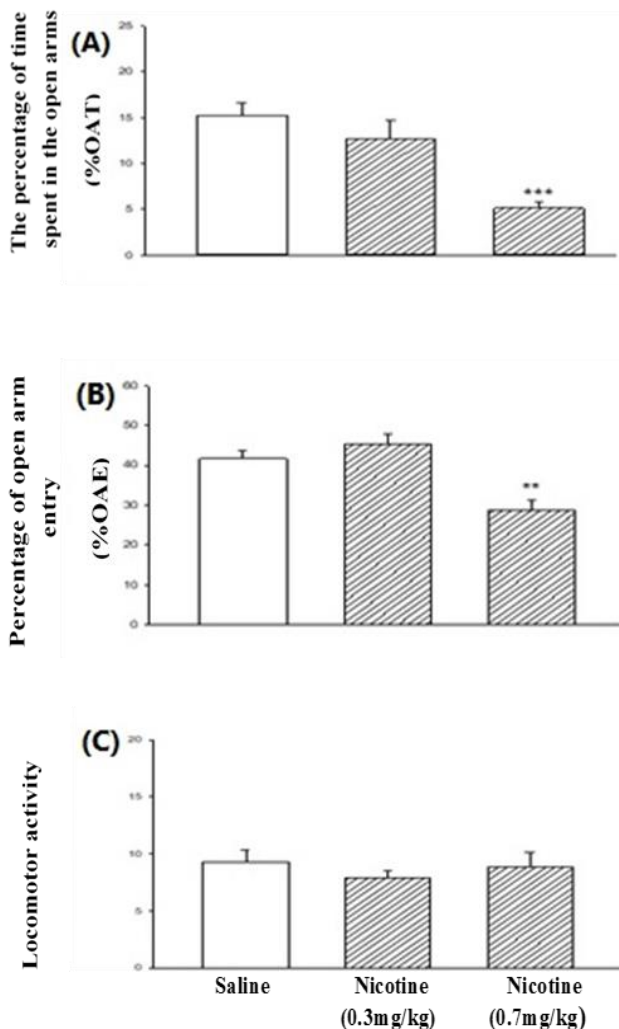 The percentage of time
spent in the open arms
(%OAT)
(A)
25
20
15
10
5
0
***
Percentage of open arm
entry
(%OAE)
(B)
60
50
40
30
20
10
0
**
Locomotor activity
(C)
20
15
10
5
0
Saline
Nicotine
(0.3mg/kg)
Nicotine
(0.7mg/kg)